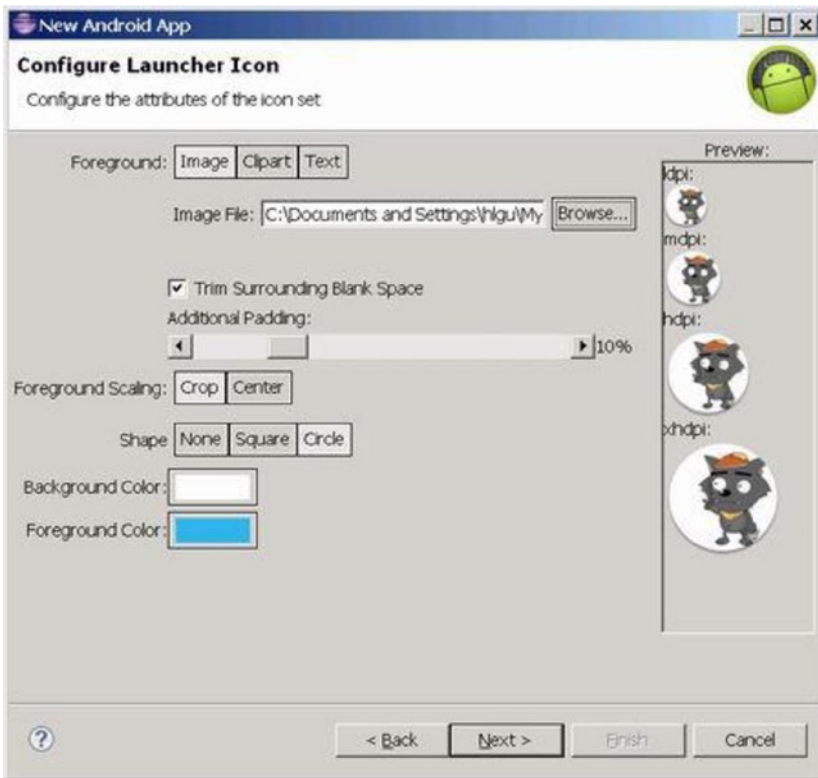 New Android App
Configure Launcher Icon
Configure the attributes of the icon set
Foreground: Image Clipart Text
Image File: C:\Documents and Settings\hlgu\My Browse...
Trim Surrounding Blank Space
Additional Padding:
10%
Foreground Scaling: Crop Center
Shape None Square Circle
Background Color:
Foreground Color:
Preview:
ldpi:
mdpi:
hdpi:
xhdpi:
?
< Back Next > Finish Cancel